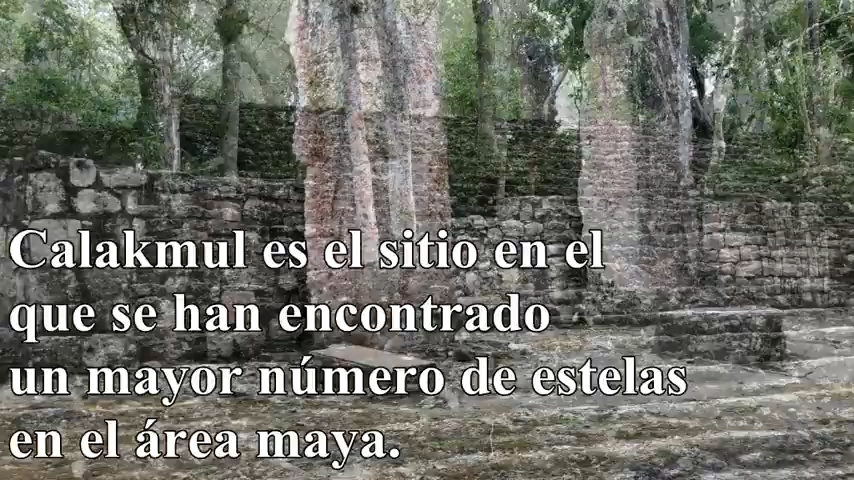 Calakmul es el sitio en el
que se han encontrado
un mayor número de estelas
en el área maya.